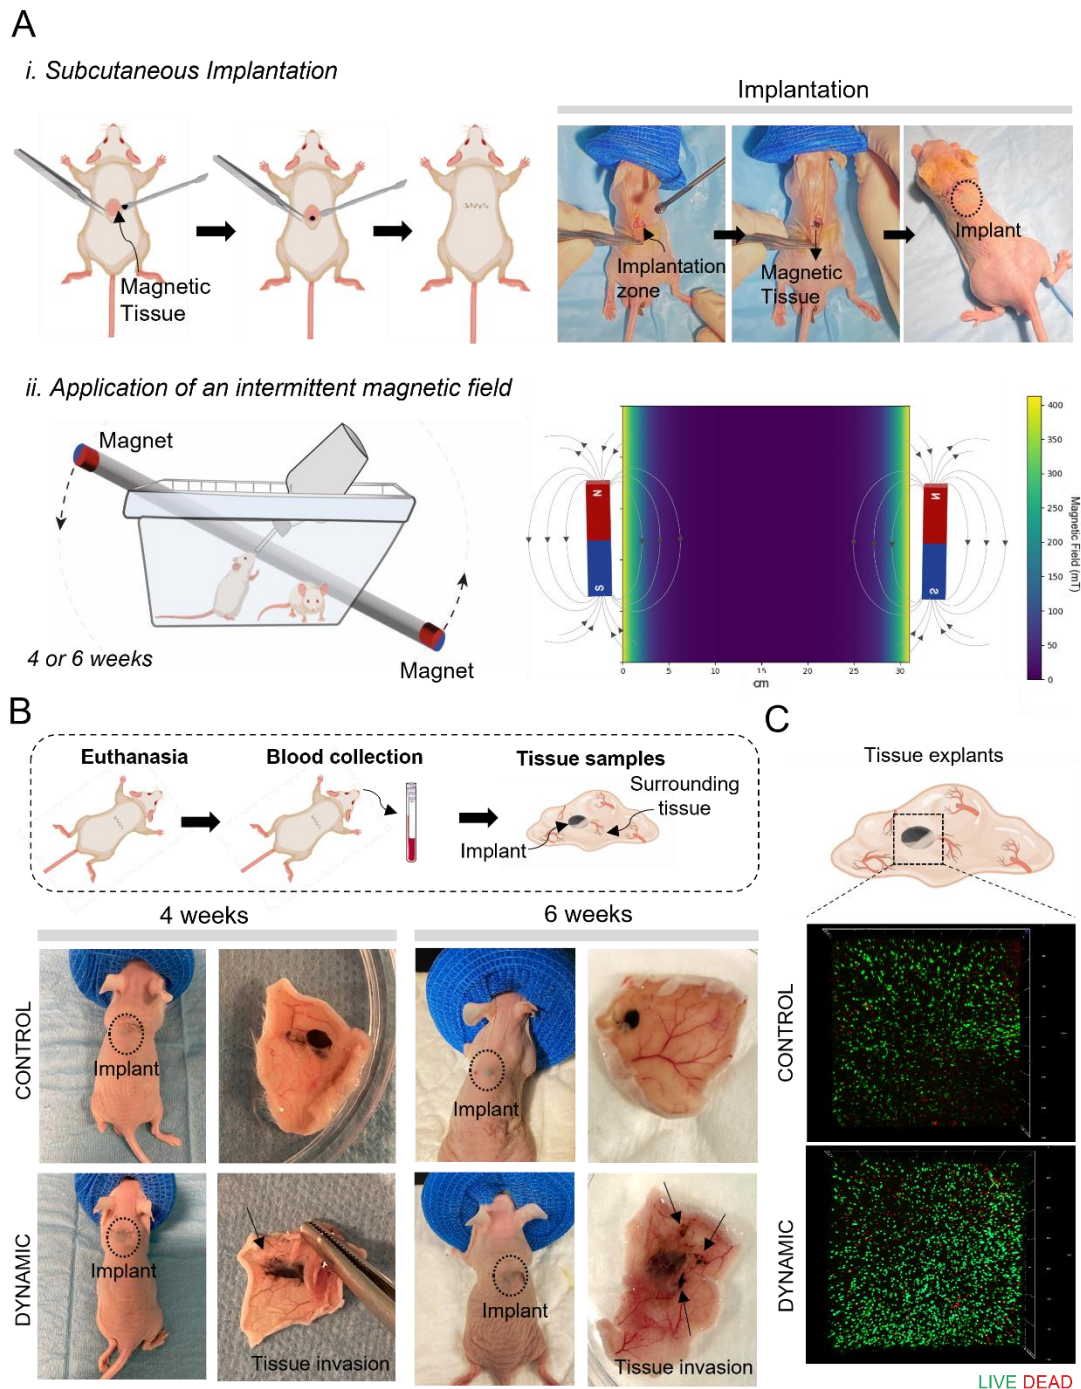 A
i. Subcutaneous Implantation
Implantation
Magnetic
Tissue
Implantation
zone
Magnetic
Tissue
Implant
ii. Application of an intermittent magnetic field
Magnet
Magnet
4 or 6 weeks
N
S
N
S
0
5
10
15
20
25
30
cm
400
350
300
250
200
150
100
50
0
Magnetic Field (mT)
B
Euthanasia
Blood collection
Tissue samples
Surrounding
tissue
Implant
4 weeks
6 weeks
CONTROL
Implant
Implant
DYNAMIC
Implant
Tissue invasion
Implant
Tissue invasion
C
Tissue explants
CONTROL
DYNAMIC
LIVE DEAD